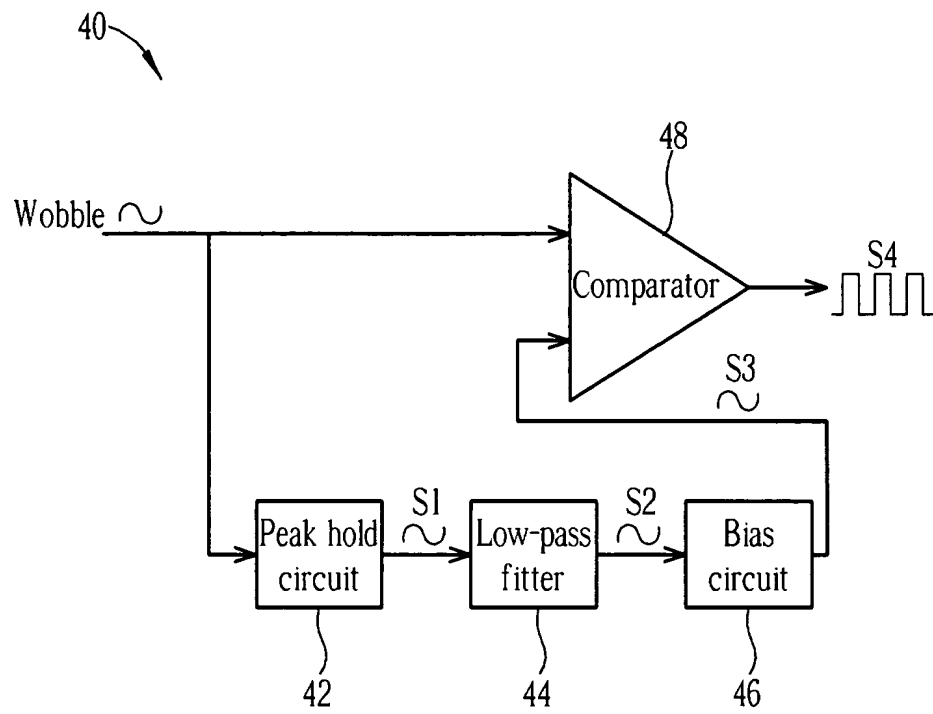 40
48
Wobble
S4
Comparator
S3
S1
S2
Peak hold
circuit
Low-pass
fitter
Bias
circuit
42
44
46